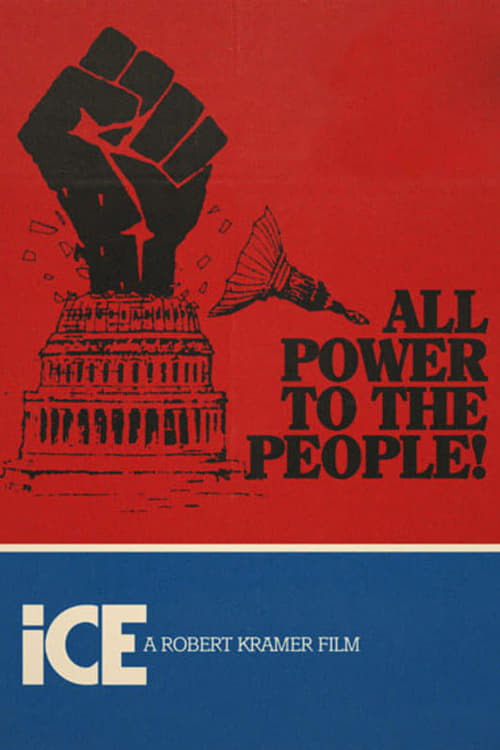 ALL
POWER
TO THE
PEOPLE!
iCE A ROBERT KRAMER FILM